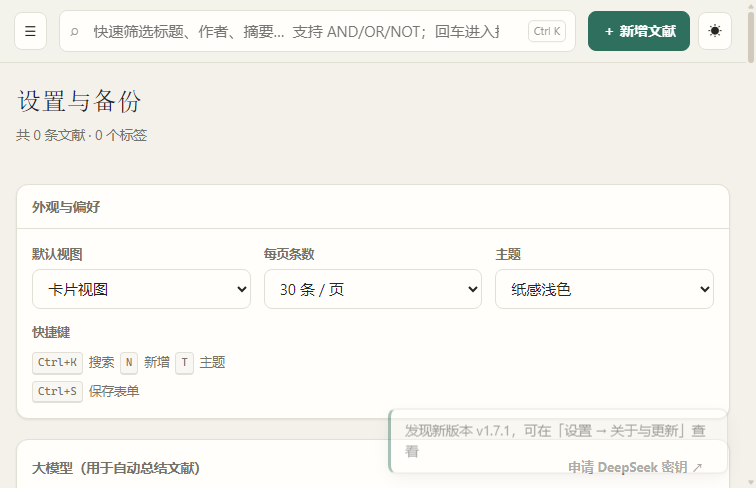 快速筛选标题、作者、摘要... 支持 AND/OR/NOT；回车进入
Ctrl K
+ 新增文献
设置与备份
共 0 条文献 · 0 个标签
外观与偏好
默认视图 每页条数 主题
卡片视图 30 条 / 页 纸感浅色
快捷键
Ctrl+K 搜索 N 新增 T 主题
Ctrl+S 保存表单
发现新版本 v1.7.1，可在「设置 → 关于与更新」查
看
大模型（用于自动总结文献）
申请 DeepSeek 密钥 ↗